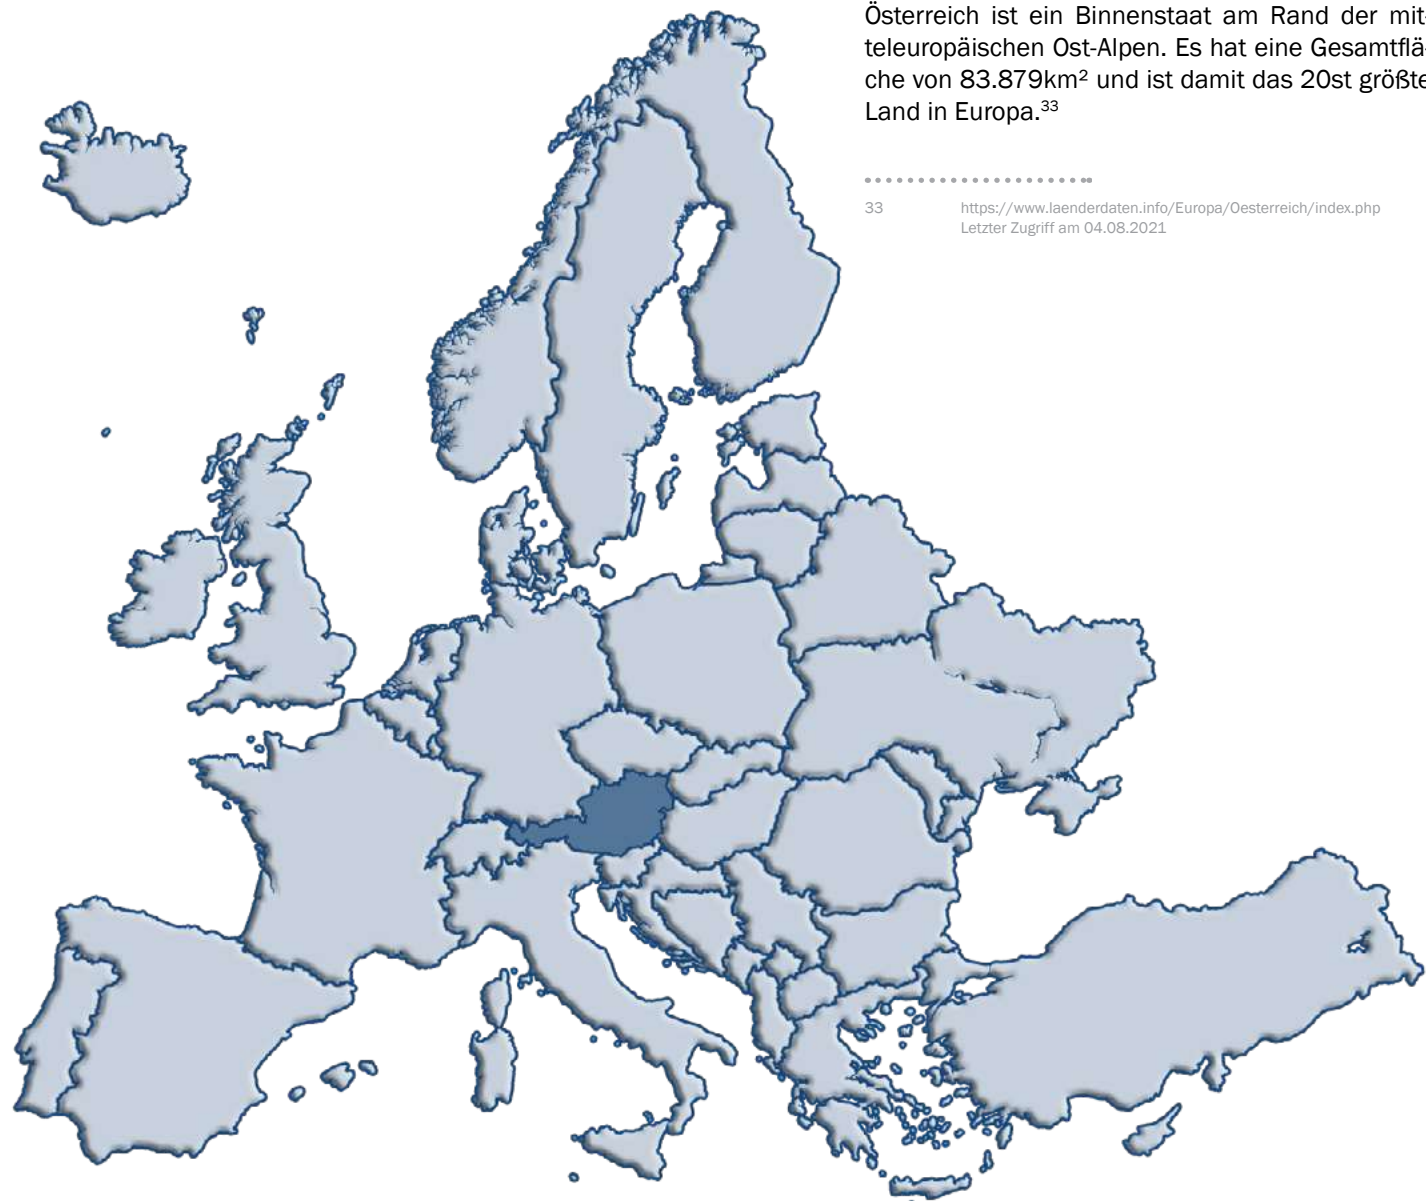 Österreich ist ein Binnenstaat am Rand der mit-
teleuropäischen Ost-Alpen. Es hat eine Gesamtflä-
che von 83.879km² und ist damit das 20st größte
Land in Europa.³³
33 https://www.laenderdaten.info/Europa/Oesterreich/index.php
Letzter Zugriff am 04.08.2021